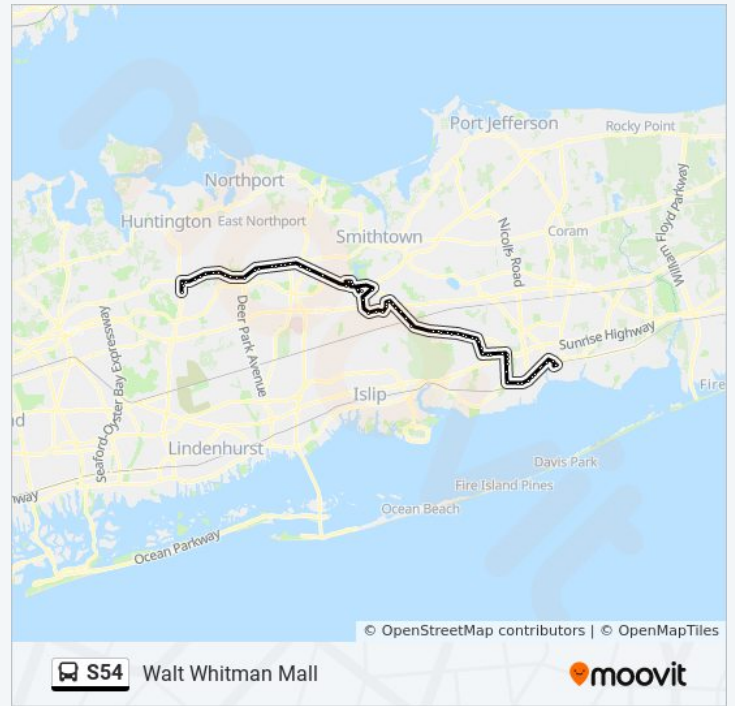 Port Jefferson
Rocky Point
Northport
Huntington
East Northport
Smithtown
Nicolls Road
Coram
William Floyd Parkway
Deer Park Avenue
Seaford-Oyster Bay Expressway
Sunrise Highway
Islip
Fire
Lindenhurst
Davis Park
Fire Island Pines
Ocean Beach
Ocean Parkway
© OpenStreetMap contributors | © OpenMapTiles
S54 Walt Whitman Mall
moovit